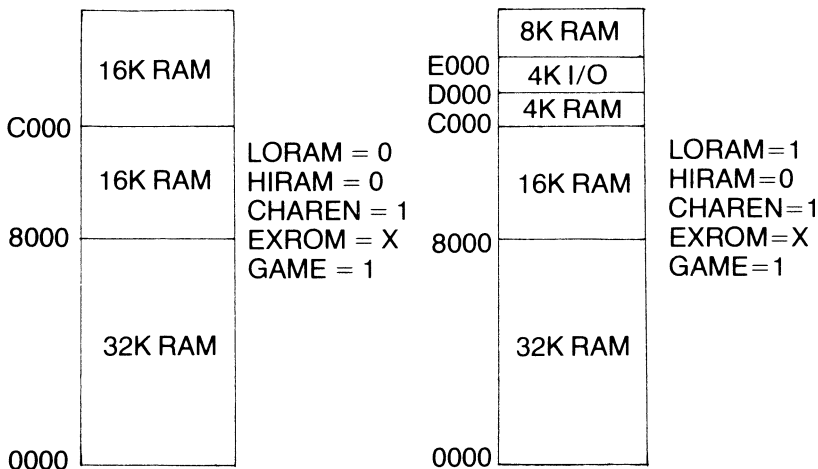 16K RAM
C000
16K RAM
8000
32K RAM
0000
LORAM = 0
HIRAM = 0
CHAREN = 1
EXROM = X
GAME = 1
8K RAM
E000
4K I/O
D000
4K RAM
C000
16K RAM
8000
32K RAM
0000
LORAM=1
HIRAM=0
CHAREN=1
EXROM=X
GAME=1